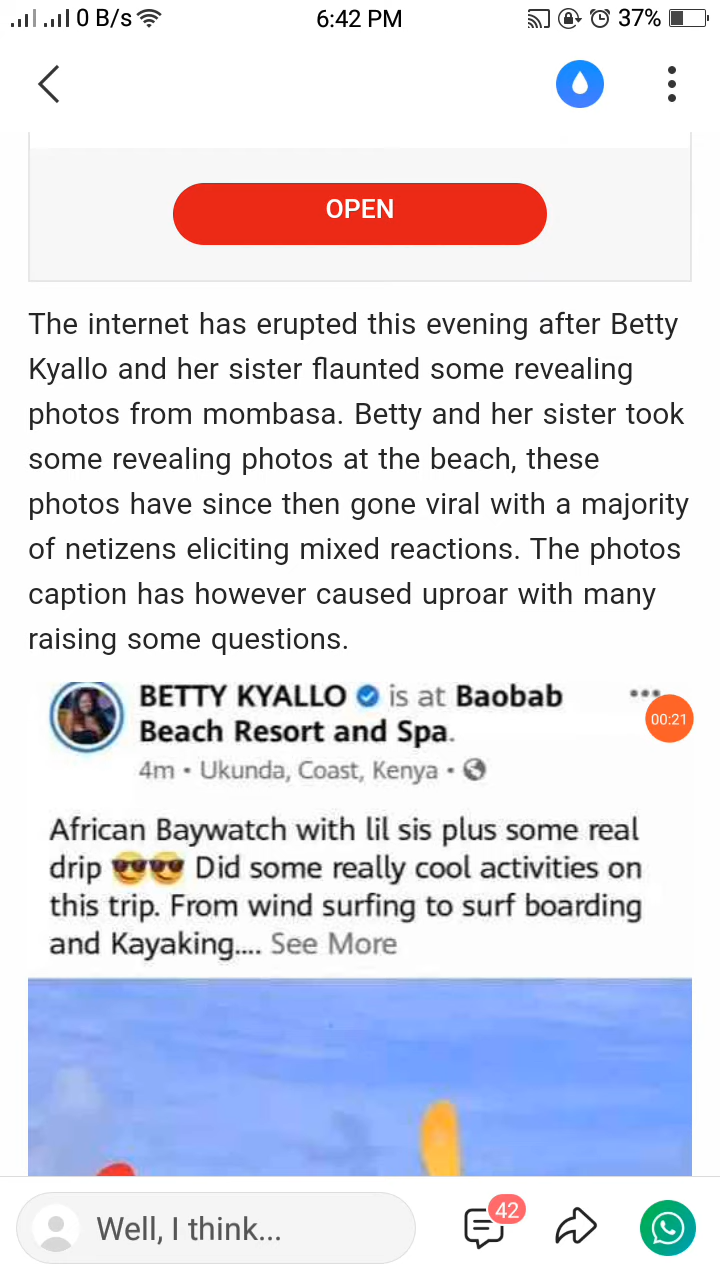 0 B/s 6:42 PM 37%
OPEN
The internet has erupted this evening after Betty
Kyallo and her sister flaunted some revealing
photos from mombasa. Betty and her sister took
some revealing photos at the beach, these
photos have since then gone viral with a majority
of netizens eliciting mixed reactions. The photos
caption has however caused uproar with many
raising some questions.
BETTY KYALLO is at Baobab
Beach Resort and Spa.
00:21
4m • Ukunda, Coast, Kenya •
African Baywatch with lil sis plus some real
drip 😎😎 Did some really cool activities on
this trip. From wind surfing to surf boarding
and Kayaking.... See More
Well, I think...
42